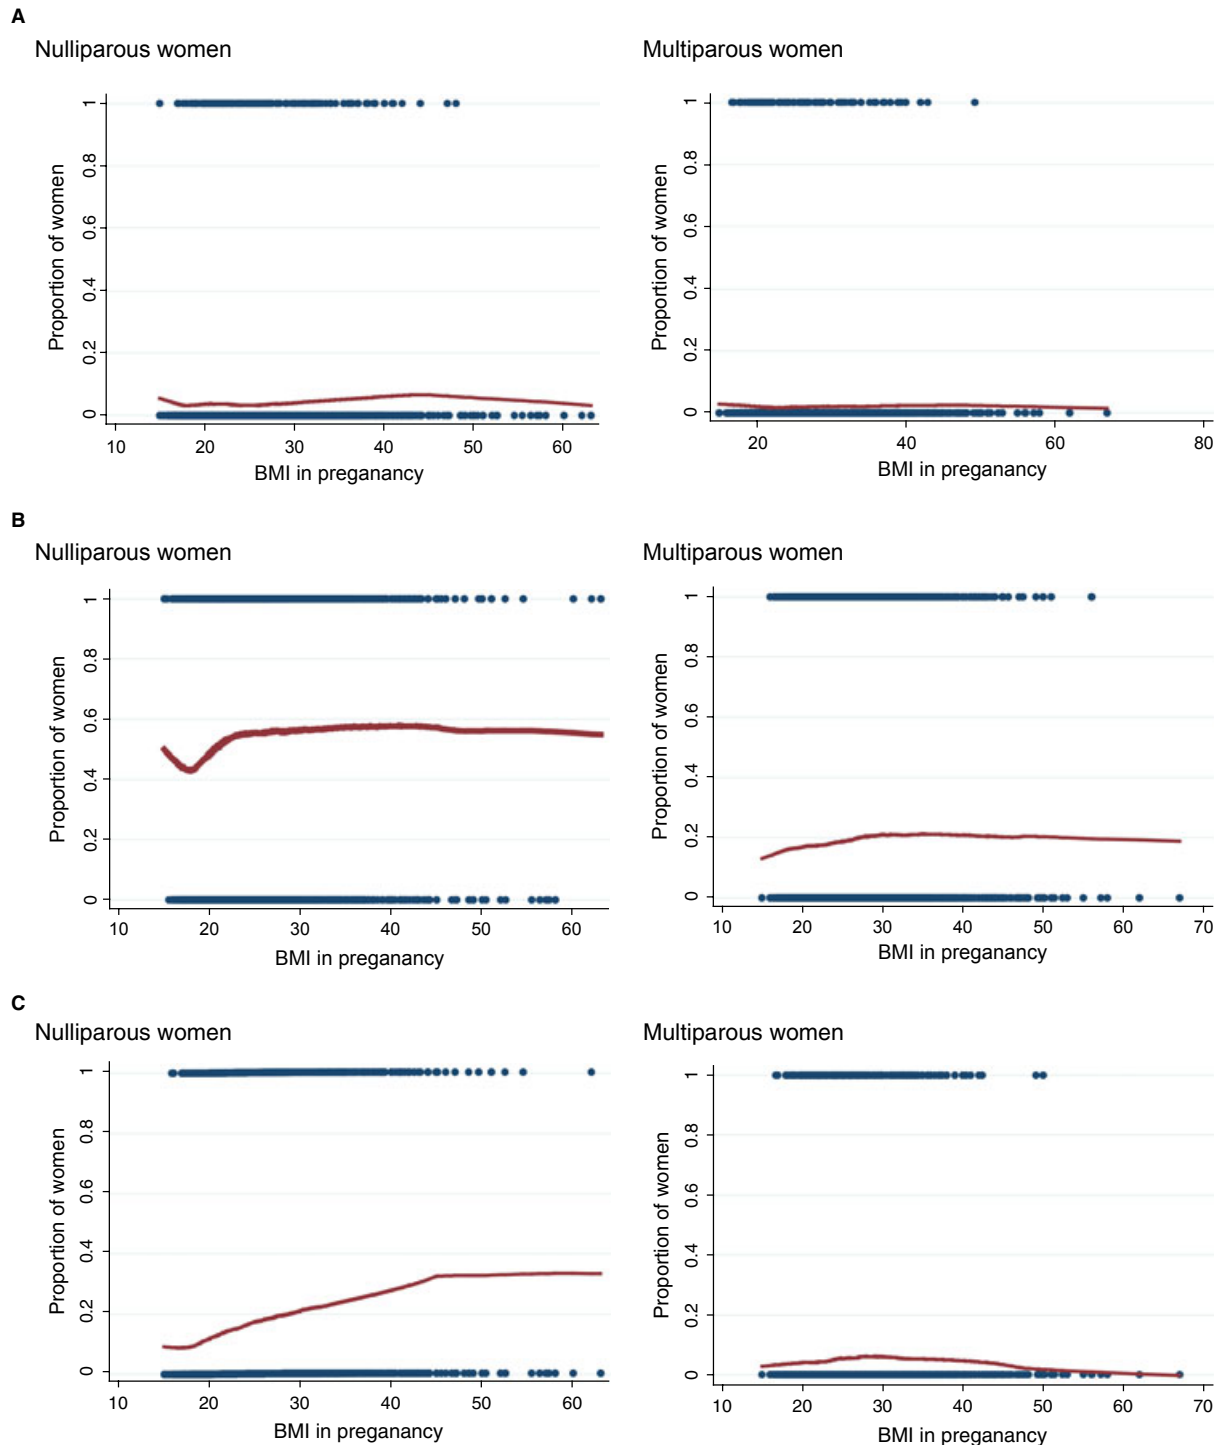 A
Nulliparous women
Multiparous women
1
0.8
0.6
0.4
0.2
0
Proportion of women
10 20 30 40 50 60
BMI in preganancy
1
0.8
0.6
0.4
0.2
0
Proportion of women
20 40 60 80
BMI in preganancy
B
Nulliparous women
Multiparous women
1
0.8
0.6
0.4
0.2
0
Proportion of women
10 20 30 40 50 60
BMI in preganancy
1
0.8
0.6
0.4
0.2
0
Proportion of women
10 20 30 40 50 60 70
BMI in preganancy
C
Nulliparous women
Multiparous women
1
0.8
0.6
0.4
0.2
0
Proportion of women
10 20 30 40 50 60
BMI in preganancy
1
0.8
0.6
0.4
0.2
0
Proportion of women
10 20 30 40 50 60 70
BMI in preganancy